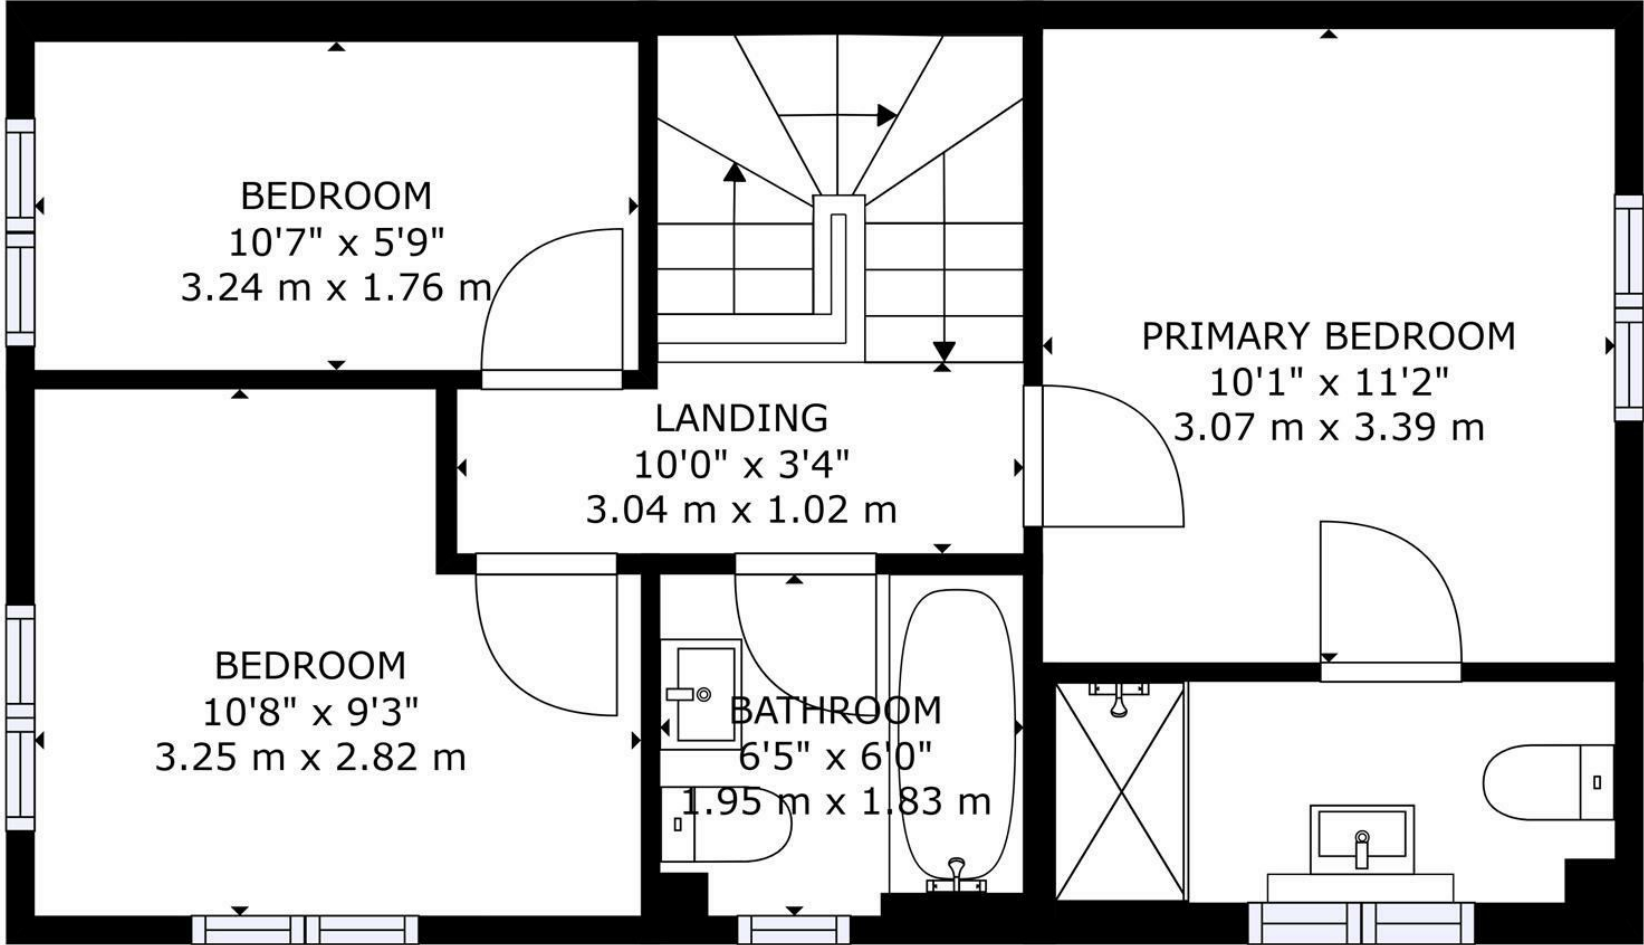 BEDROOM
10'7" x 5'9"
3.24 m x 1.76 m
PRIMARY BEDROOM
10'1" x 11'2"
3.07 m x 3.39 m
LANDING
10'0" x 3'4"
3.04 m x 1.02 m
BEDROOM
10'8" x 9'3"
3.25 m x 2.82 m
BATHROOM
6'5" x 6'0"
1.95 m x 1.83 m